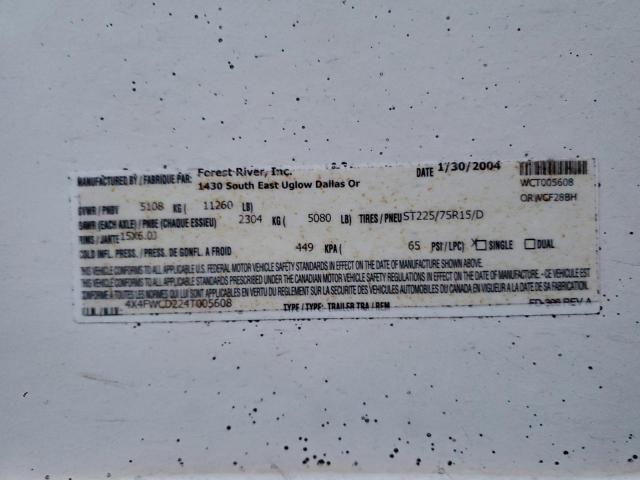 MANUFACTURED BY / FABRIQUE PAR: Forest River, Inc. DATE 1/30/2004
1430 South East Uglow Dallas Or WCT005608
GVWR / PNBV 5108 KG ( 11260 LB) ORWCF28BH
GAWR (EACH AXLE) / PNBE (CHAQUE ESSIEU) 2304 KG ( 5080 LB) TIRES / PNEU ST225/75R15/D
RIMS / JANTE 15X6.0J
COLD INFL. PRESS. / PRESS. DE GONFL. A FROID 449 KPA ( 65 PSI / LPC) X SINGLE DUAL
THIS VEHICLE CONFORMS TO ALL APPLICABLE U.S. FEDERAL MOTOR VEHICLE SAFETY STANDARDS IN EFFECT ON THE DATE OF MANUFACTURE SHOWN ABOVE.
THIS VEHICLE CONFORMS TO ALL APPLICABLE STANDARDS PRESCRIBED UNDER THE CANADIAN MOTOR VEHICLE SAFETY REGULATIONS IN EFFECT ON THE DATE OF MANUFACTURE - CE VEHICULE EST
CONFORME A TOUTES LES NORMES QUI LUI SONT APPLICABLES EN VERTU DU REGLEMENT SUR LA SECURITE DES VEHICULES AUTOMOBILES DU CANADA EN VIGUEUR A LA DATE DE SA FABRICATION.
V.I.N. / N.I.V: 4X4FWCD224T005608 TYPE / TYPE: TRAILER TRA / REM